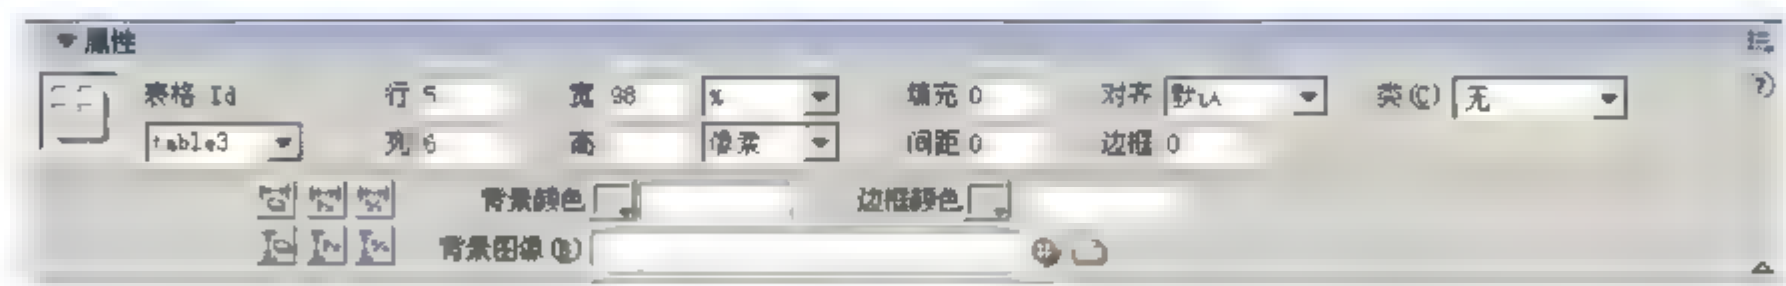 属性
表格 Id 行 5 宽 98 % 填充 0 对齐 默认 类(C) 无
table3 列 6 高 像素 间距 0 边框 0
背景颜色 边框颜色
背景图像(B)